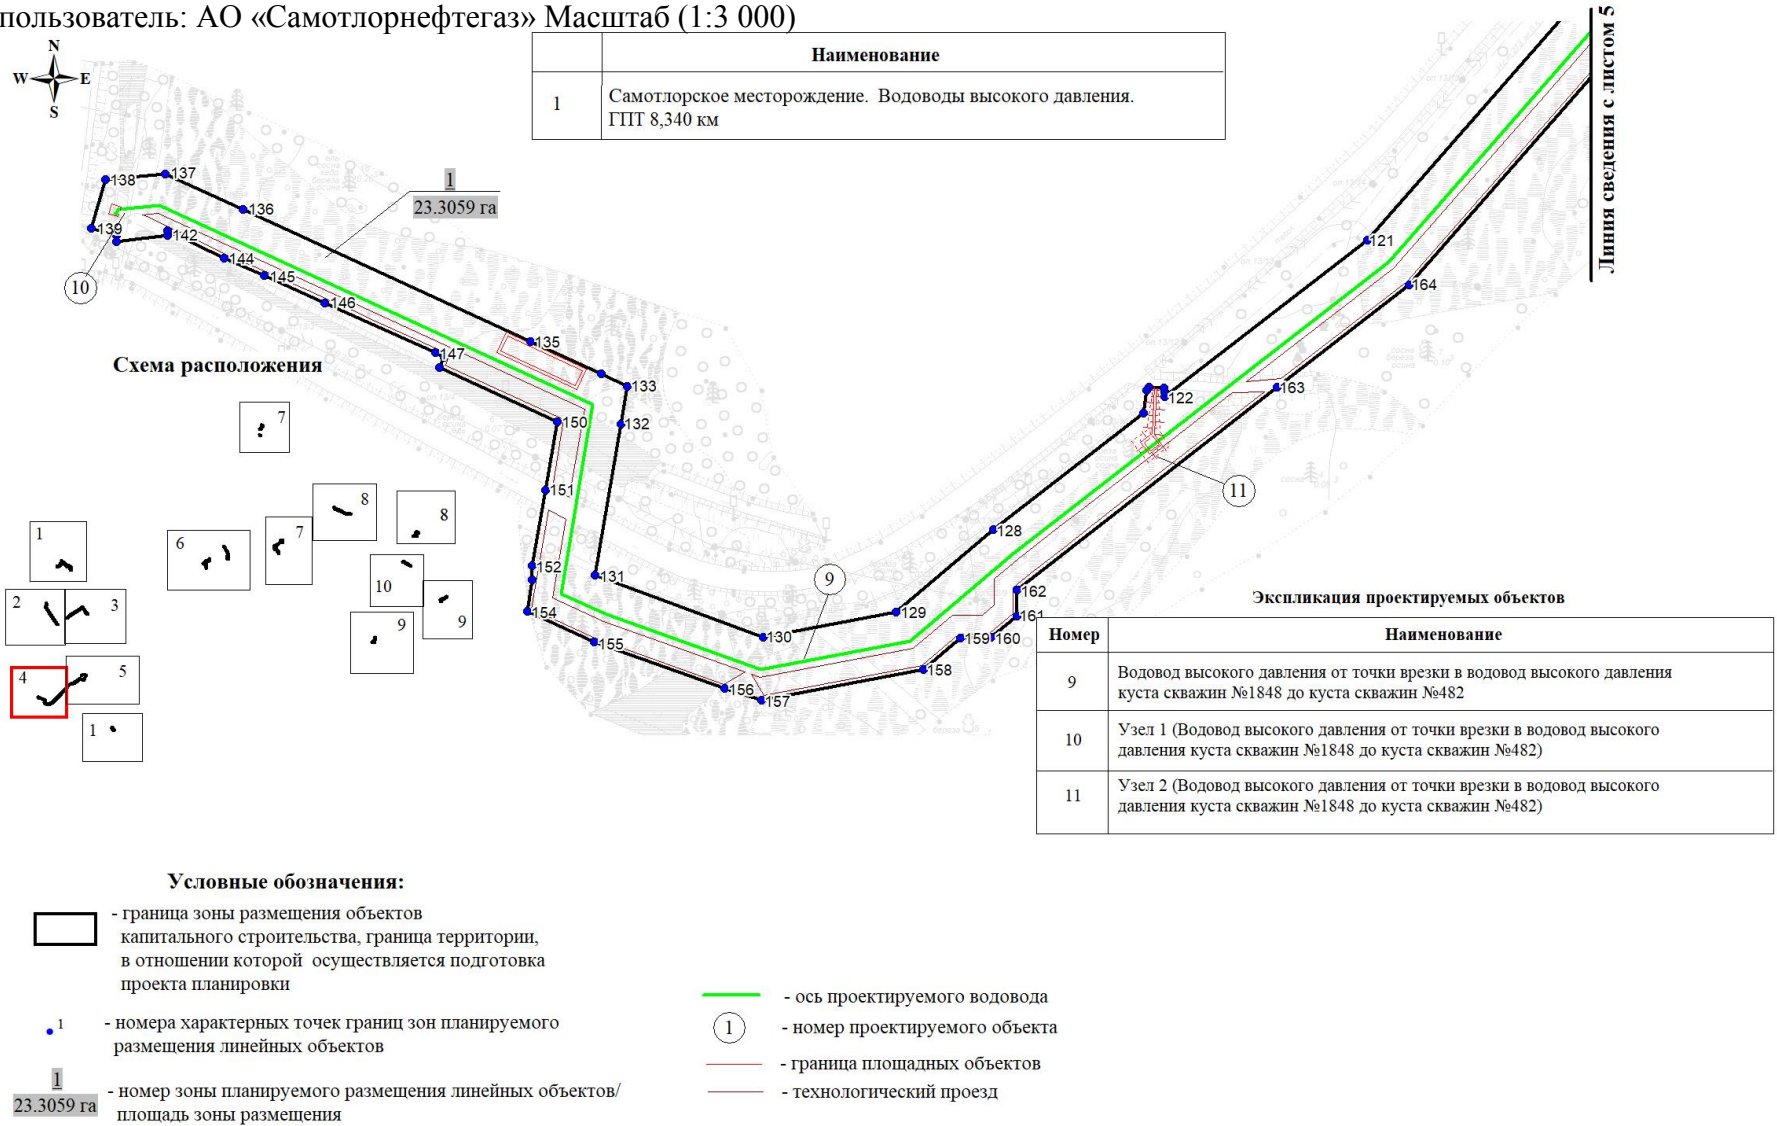 пользователь: АО «Самотлорнефтегаз» Масштаб (1:3 000)
N
W E
S
Наименование
1
Самотлорское месторождение. Водоводы высокого давления.
ГПТ 8,340 км
Линия сведения с листом 5
138
137
136
1
23.3059 га
139
142
144
145
146
10
147
135
133
132
150
151
152
154
131
155
156
157
130
129
9
128
158
159
160
161
162
163
164
121
122
11
Схема расположения
7
8
8
1
6
7
10
2
3
9
9
4
5
1
Экспликация проектируемых объектов
Номер
Наименование
9
Водовод высокого давления от точки врезки в водовод высокого давления
куста скважин №1848 до куста скважин №482
10
Узел 1 (Водовод высокого давления от точки врезки в водовод высокого
давления куста скважин №1848 до куста скважин №482)
11
Узел 2 (Водовод высокого давления от точки врезки в водовод высокого
давления куста скважин №1848 до куста скважин №482)
Условные обозначения:
- граница зоны размещения объектов
капитального строительства, граница территории,
в отношении которой осуществляется подготовка
проекта планировки
1
- номера характерных точек границ зон планируемого
размещения линейных объектов
1
23.3059 га
- номер зоны планируемого размещения линейных объектов/
площадь зоны размещения
- ось проектируемого водовода
1
- номер проектируемого объекта
- граница площадных объектов
- технологический проезд